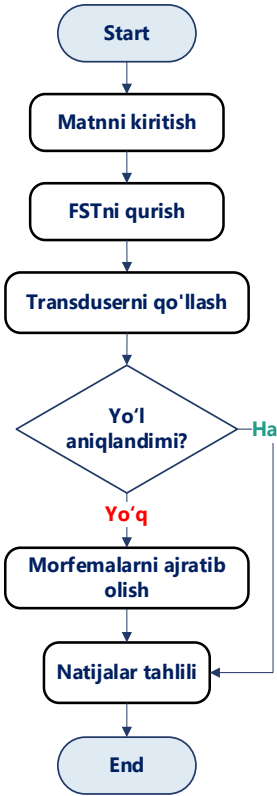 Start
Matnni kiritish
FSTni qurish
Transduserni qo'llash
Yo‘l
aniqlandimi?
Ha
Yo‘q
Morfemalarni ajratib
olish
Natijalar tahlili
End